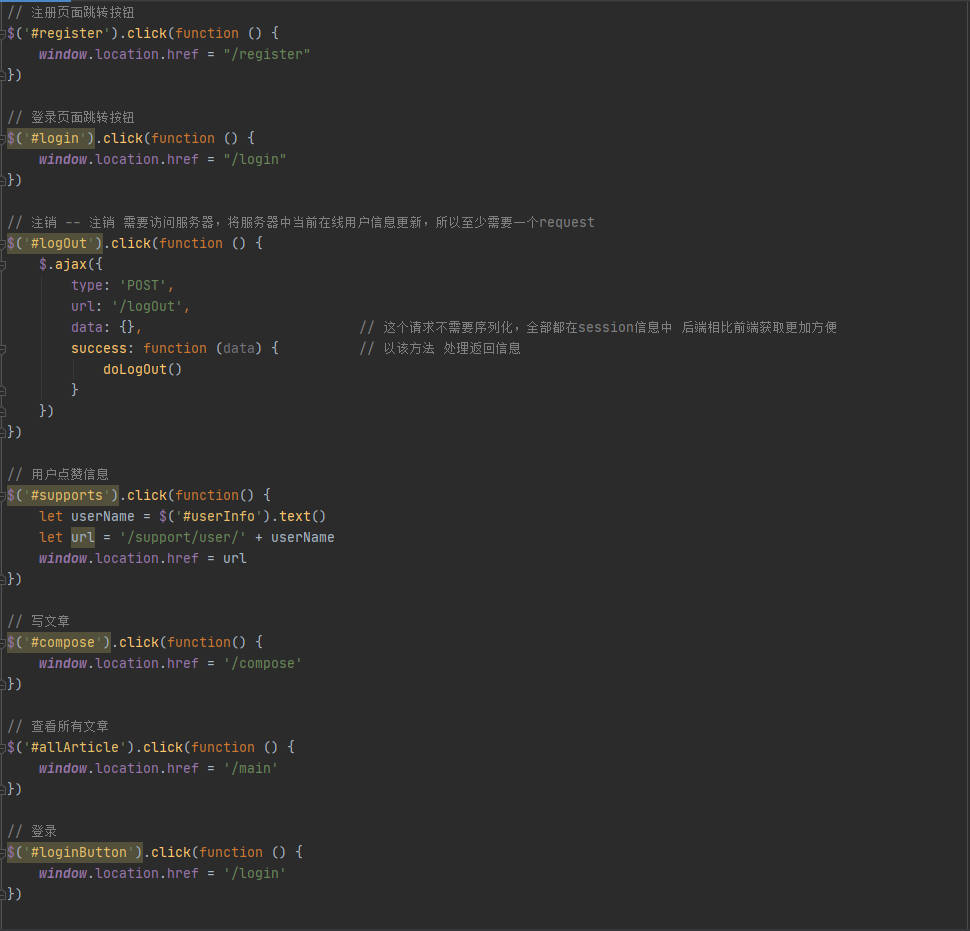 // 注册页面跳转按钮
$('#register').click(function () {
    window.location.href = "/register"
})
// 登录页面跳转按钮
$('#login').click(function () {
    window.location.href = "/login"
})
// 注销 -- 注销 需要访问服务器，将服务器中当前在线用户信息更新，所以至少需要一个request
$('#logOut').click(function () {
    $.ajax({
        type: 'POST',
        url: '/logOut',
        data: {},                           // 这个请求不需要序列化，全部都在session信息中 后端相比前端获取更加方便
        success: function (data) {          // 以该方法 处理返回信息
            doLogOut()
        }
    })
})
// 用户点赞信息
$('#supports').click(function() {
    let userName = $('#userInfo').text()
    let url = '/support/user/' + userName
    window.location.href = url
})
// 写文章
$('#compose').click(function() {
    window.location.href = '/compose'
})
// 查看所有文章
$('#allArticle').click(function () {
    window.location.href = '/main'
})
// 登录
$('#loginButton').click(function () {
    window.location.href = '/login'
})